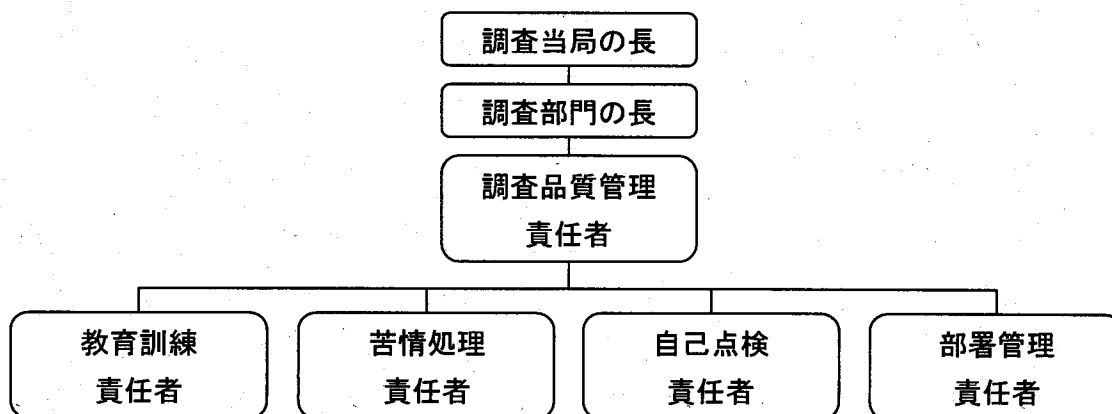 調査当局の長
調査部門の長
調査品質管理
責任者
教育訓練
責任者
苦情処理
責任者
自己点検
責任者
部署管理
責任者